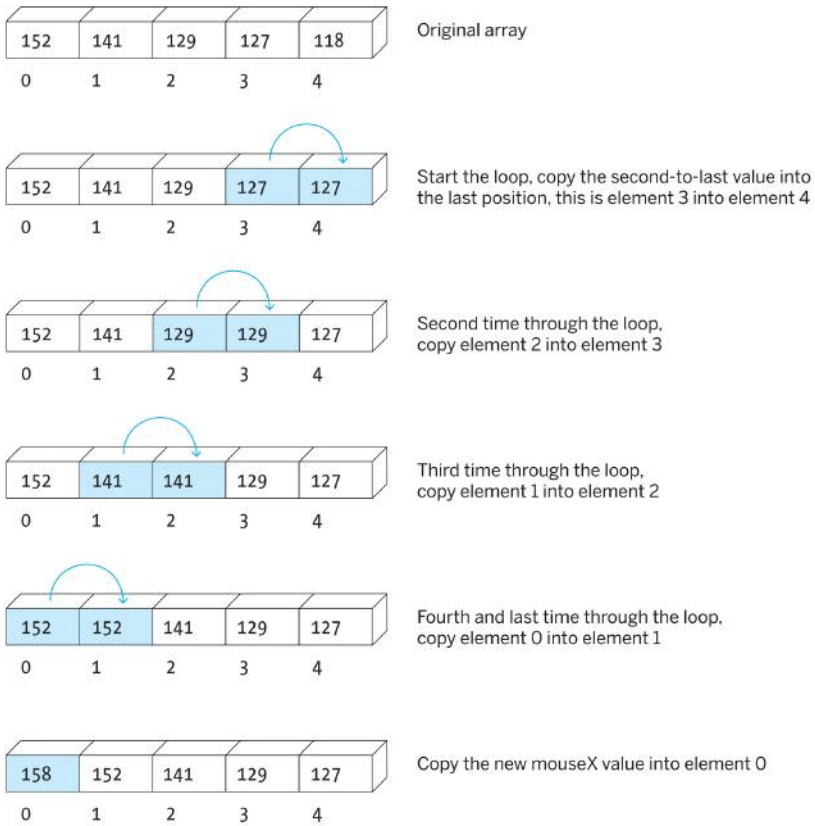 152 141 129 127 118
Original array
0 1 2 3 4
152 141 129 127 127
Start the loop, copy the second-to-last value into
the last position, this is element 3 into element 4
0 1 2 3 4
152 141 129 129 127
Second time through the loop,
copy element 2 into element 3
0 1 2 3 4
152 141 141 129 127
Third time through the loop,
copy element 1 into element 2
0 1 2 3 4
152 152 141 129 127
Fourth and last time through the loop,
copy element 0 into element 1
0 1 2 3 4
158 152 141 129 127
Copy the new mouseX value into element 0
0 1 2 3 4